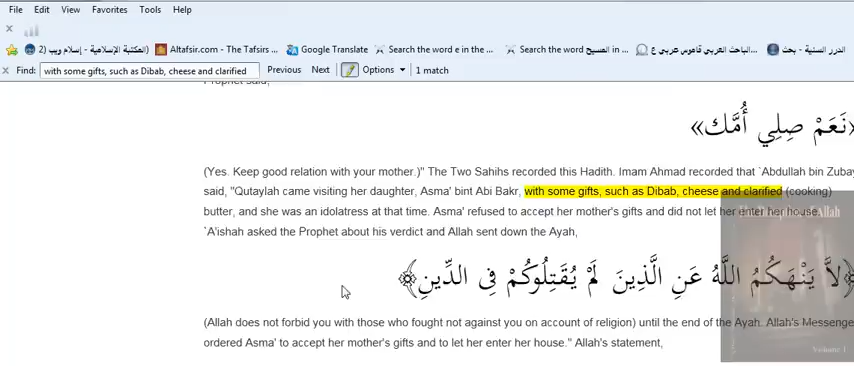 File Edit View Favorites Tools Help
(2 المكتبة الإسلامية - إسلام ويب) Altafsir.com - The Tafsirs ... Google Translate Search the word e in the ... Search the word المسيح in ... الباحث العربي قاموس عربي ع... الدرر السنية - بحث
Find: with some gifts, such as Dibab, cheese and clarified Previous Next Options 1 match
Prophet said,
«نَعَمْ صِلِي أُمَّك»
(Yes. Keep good relation with your mother.)" The Two Sahihs recorded this Hadith. Imam Ahmad recorded that `Abdullah bin Zubay
said, "Qutaylah came visiting her daughter, Asma' bint Abi Bakr, with some gifts, such as Dibab, cheese and clarified (cooking)
butter, and she was an idolatress at that time. Asma' refused to accept her mother's gifts and did not let her enter her house.
`A'ishah asked the Prophet about his verdict and Allah sent down the Ayah,
﴿لاَّ يَنْهَـكُمُ اللَّهُ عَنِ الَّذِينَ لَمْ يُقَـتِلُوكُمْ فِى الدِّينِ﴾
(Allah does not forbid you with those who fought not against you on account of religion) until the end of the Ayah. Allah's Messenge
ordered Asma' to accept her mother's gifts and to let her enter her house." Allah's statement,
Volume 1